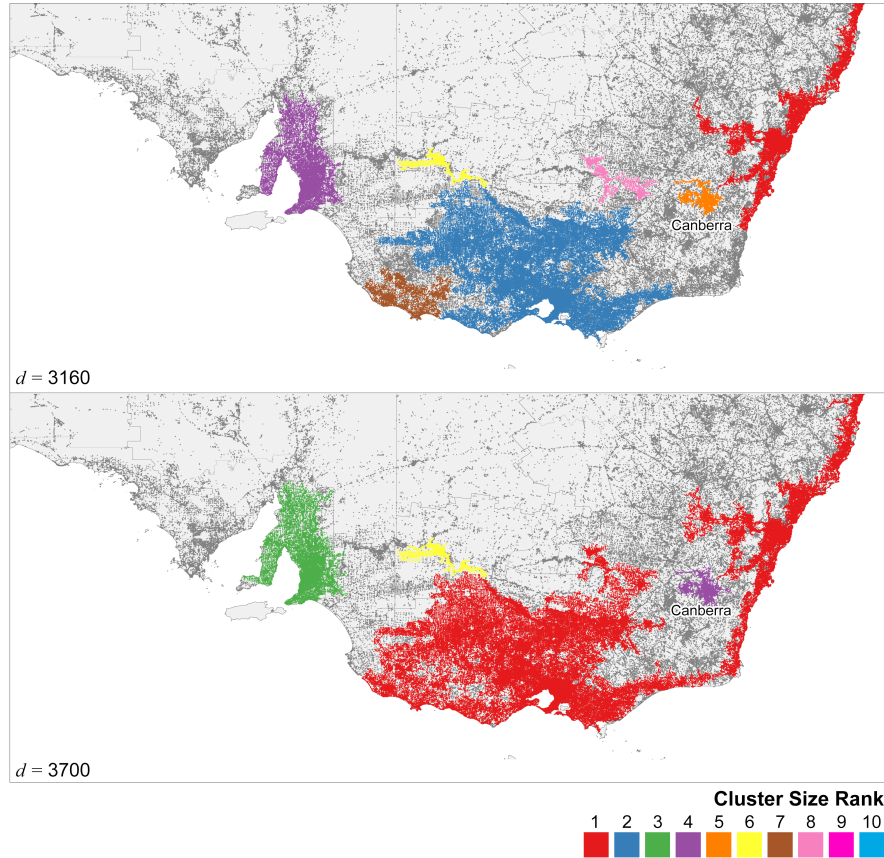 Canberra
d = 3160
Canberra
d = 3700
Cluster Size Rank
1 2 3 4 5 6 7 8 9 10